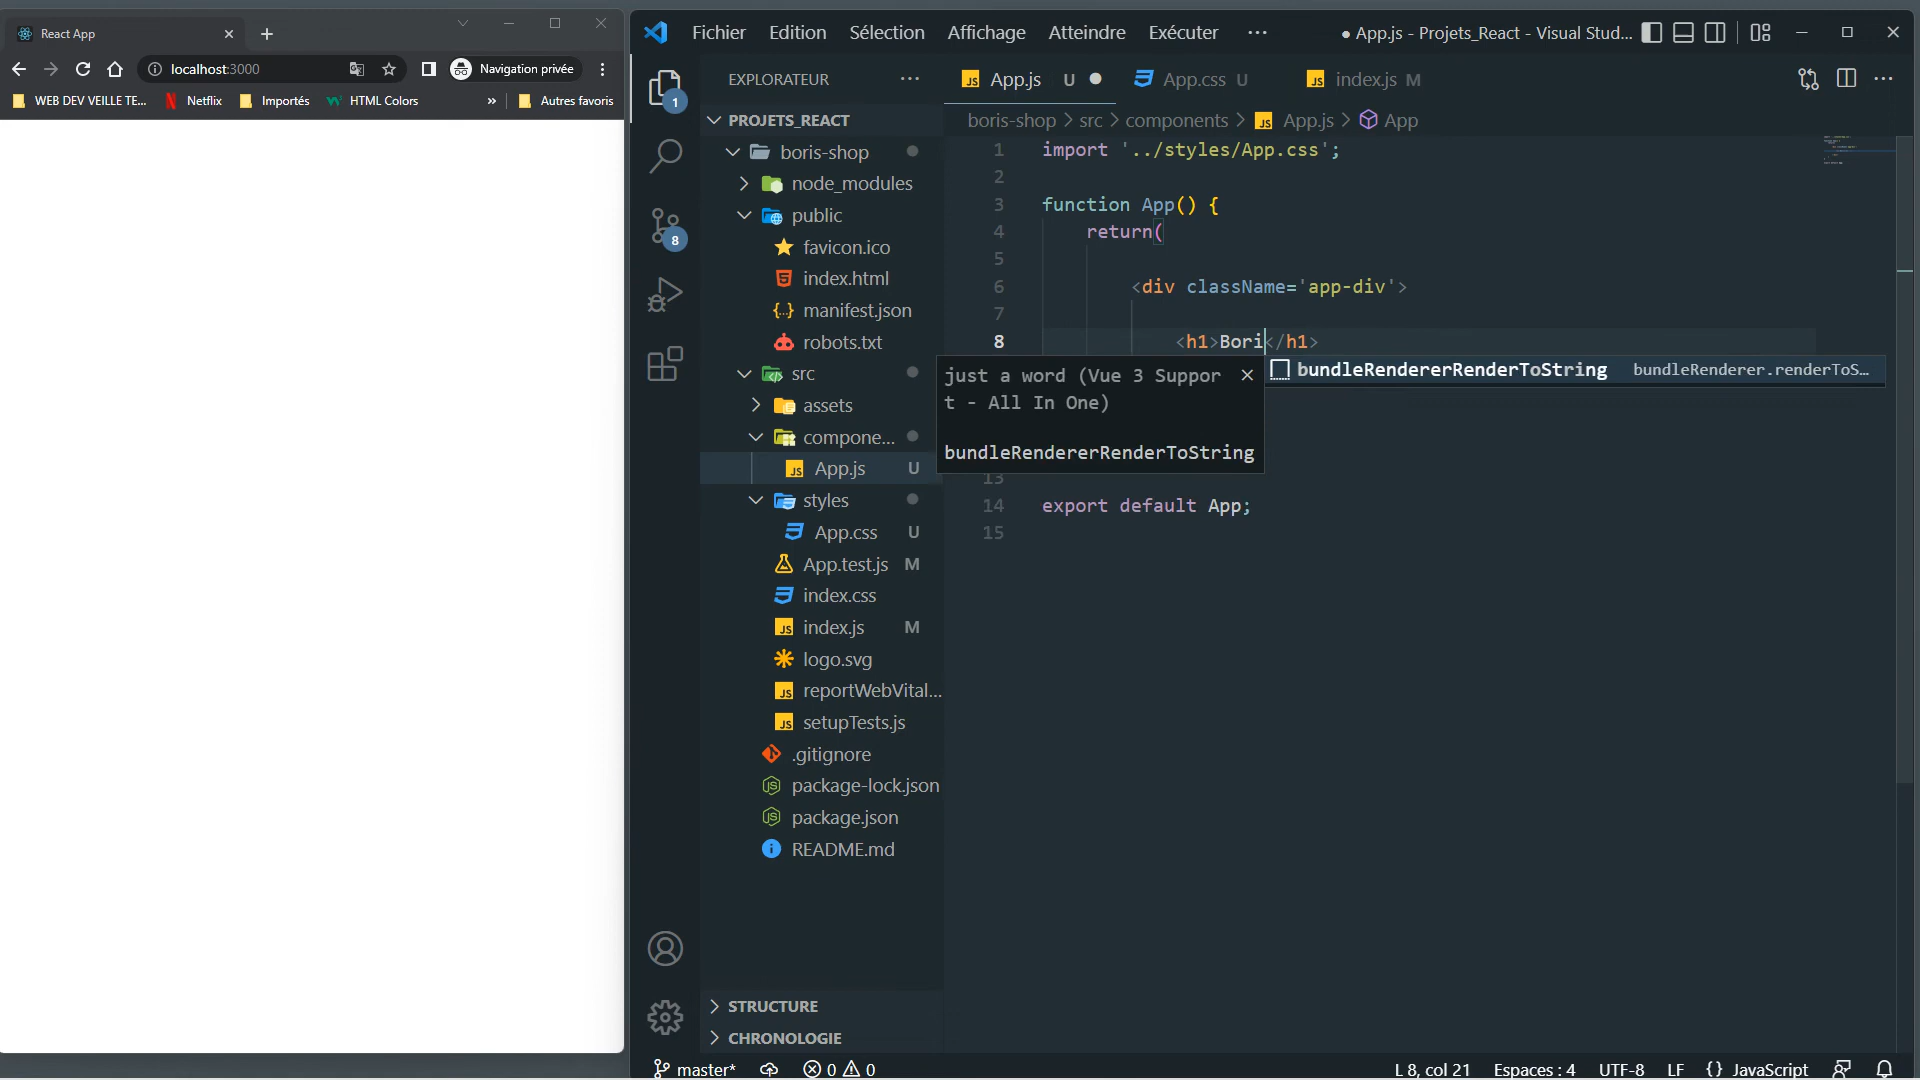 React App
localhost:3000
Navigation privée
WEB DEV VEILLE TE...
Netflix
Importés
HTML Colors
»
Autres favoris
Fichier Edition Sélection Affichage Atteindre Exécuter ···
● App.js - Projets_React - Visual Stud...
1
8
EXPLORATEUR
PROJETS_REACT
boris-shop
node_modules
public
favicon.ico
index.html
manifest.json
robots.txt
src
assets
compone...
App.js U
styles
App.css U
App.test.js M
index.css
index.js M
logo.svg
reportWebVital...
setupTests.js
.gitignore
package-lock.json
package.json
README.md
STRUCTURE
CHRONOLOGIE
App.js U ●
App.css U
index.js M
boris-shop > src > components > App.js > App
1 import '../styles/App.css';
2
3 function App() {
4 return(
5
6 <div className='app-div'>
7
8 <h1>Bori</h1>
bundleRendererRenderToString bundleRenderer.renderToS...
just a word (Vue 3 Suppor
t - All In One)
bundleRendererRenderToString
13
14 export default App;
15
master* 0 0
L 8, col 21 Espaces : 4 UTF-8 LF {} JavaScript